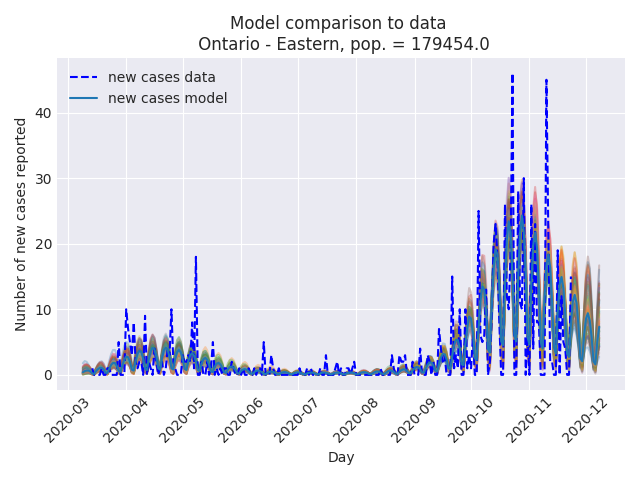 Model comparison to data
Ontario - Eastern, pop. = 179454.0
new cases data
new cases model
Number of new cases reported
40
30
20
10
0
2020-03
2020-04
2020-05
2020-06
2020-07
2020-08
2020-09
2020-10
2020-11
2020-12
Day